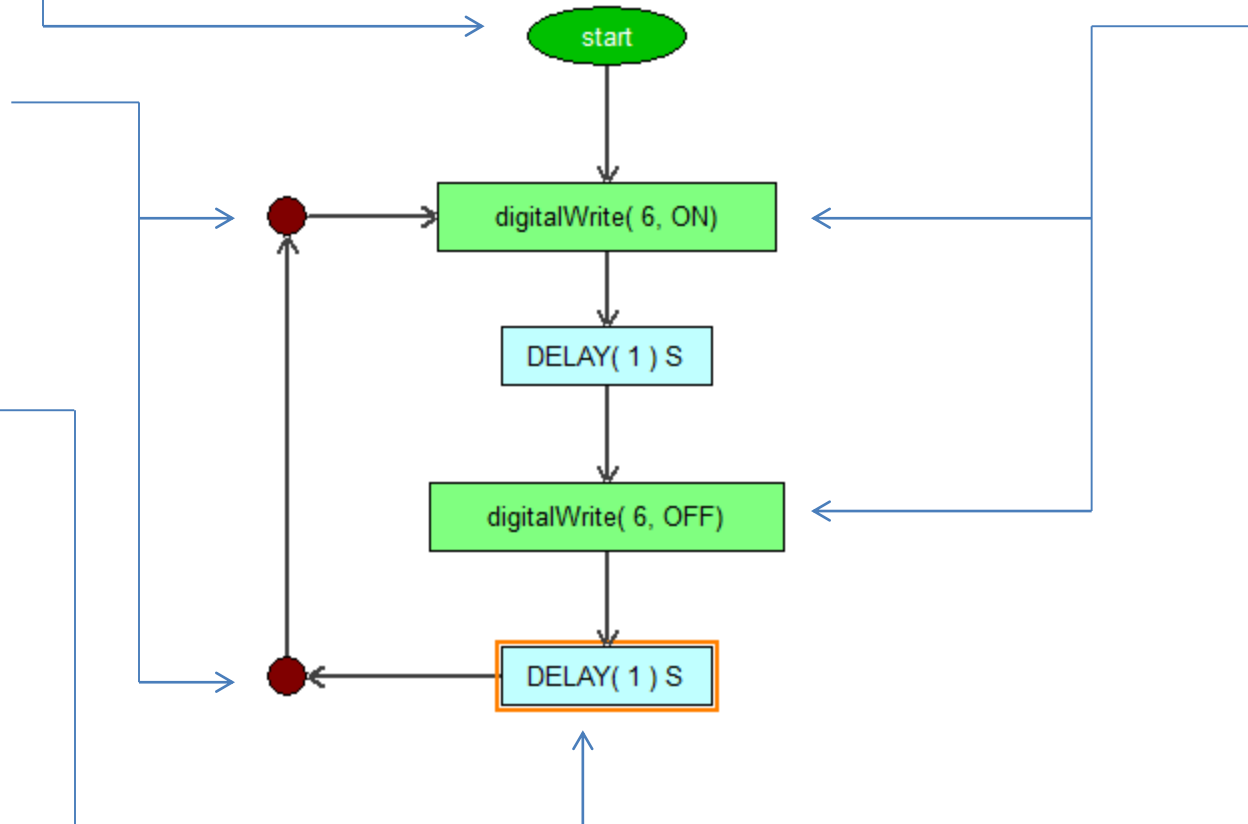 start
digitalWrite( 6, ON)
DELAY( 1 ) S
digitalWrite( 6, OFF)
DELAY( 1 ) S